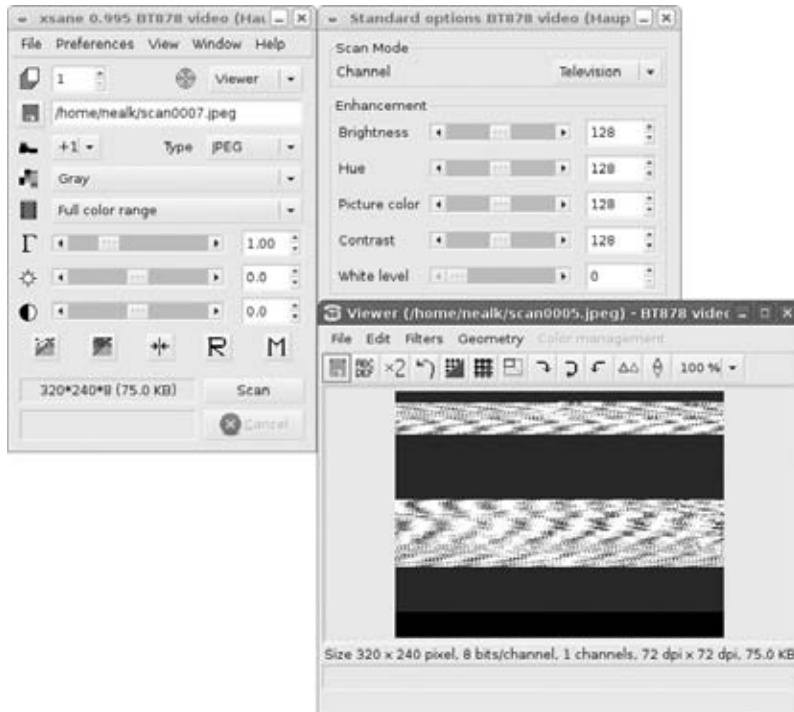 xsane 0.995 BT878 video (Hau
File Preferences View Window Help
1 Viewer
/home/nealk/scan0007.jpeg
+1 Type JPEG
Gray
Full color range
Γ 1.00
0.0
0.0
R M
320*240*8 (75.0 KB) Scan
Cancel
Standard options BT878 video (Haup
Scan Mode
Channel Television
Enhancement
Brightness 128
Hue 128
Picture color 128
Contrast 128
White level 0
Viewer (/home/nealk/scan0005.jpeg) - BT878 videc
File Edit Filters Geometry Color management
ABC DEF ×2 100 %
Size 320 x 240 pixel, 8 bits/channel, 1 channels, 72 dpi x 72 dpi, 75.0 KB